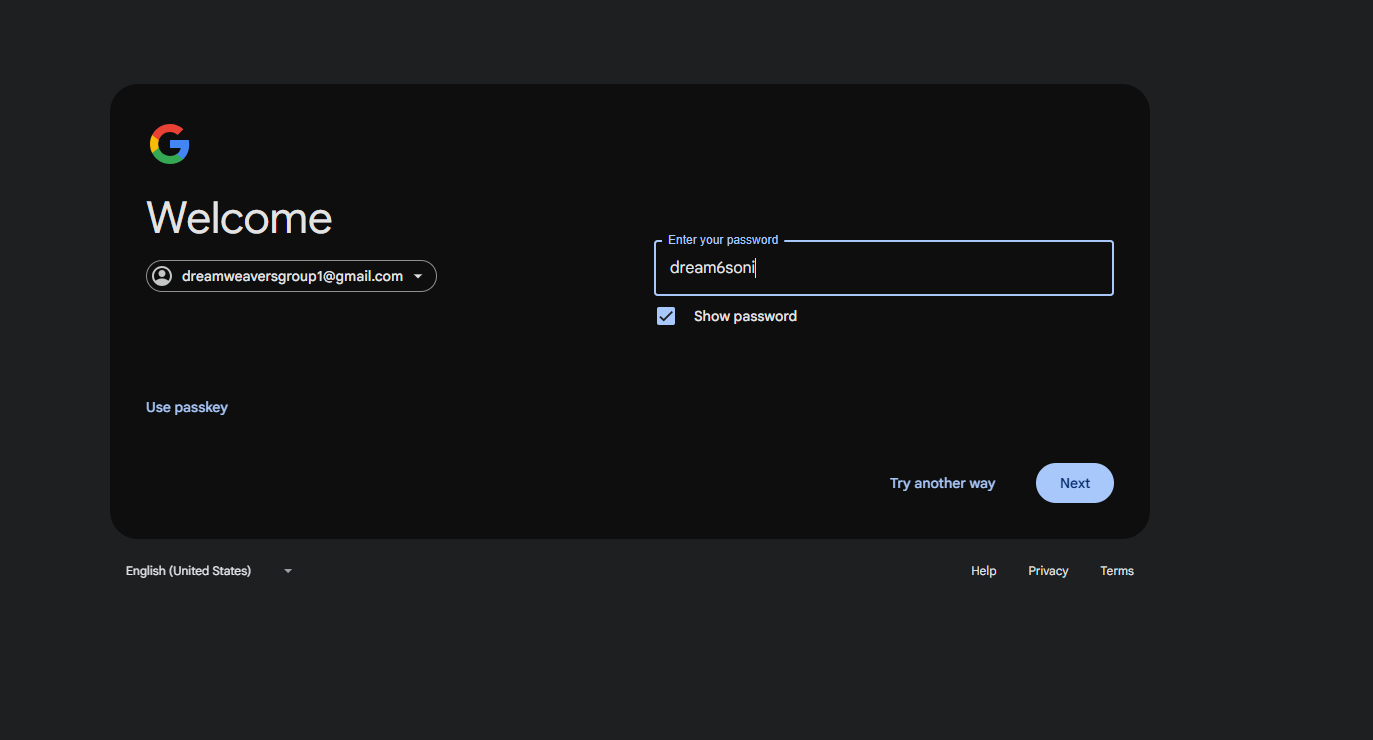 Welcome
dreamweaversgroup1@gmail.com
Enter your password
dream6soni
Show password
Use passkey
Try another way
Next
English (United States)
Help
Privacy
Terms